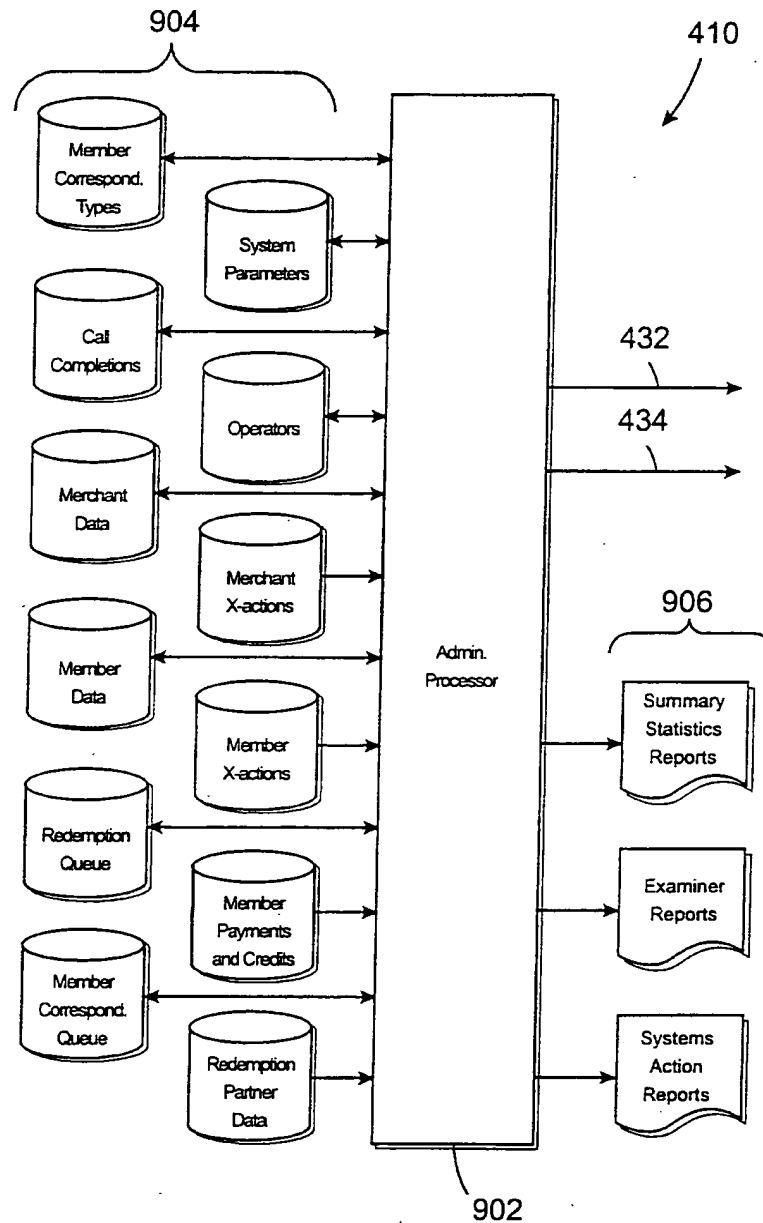 904
410
Member
Correspond.
Types
System
Parameters
Call
Completions
432
Operators
434
Merchant
Data
Merchant
X-actions
906
Member
Data
Admin.
Processor
Summary
Statistics
Reports
Member
X-actions
Redemption
Queue
Member
Payments
and Credits
Examiner
Reports
Member
Correspond.
Queue
Redemption
Partner
Data
Systems
Action
Reports
902